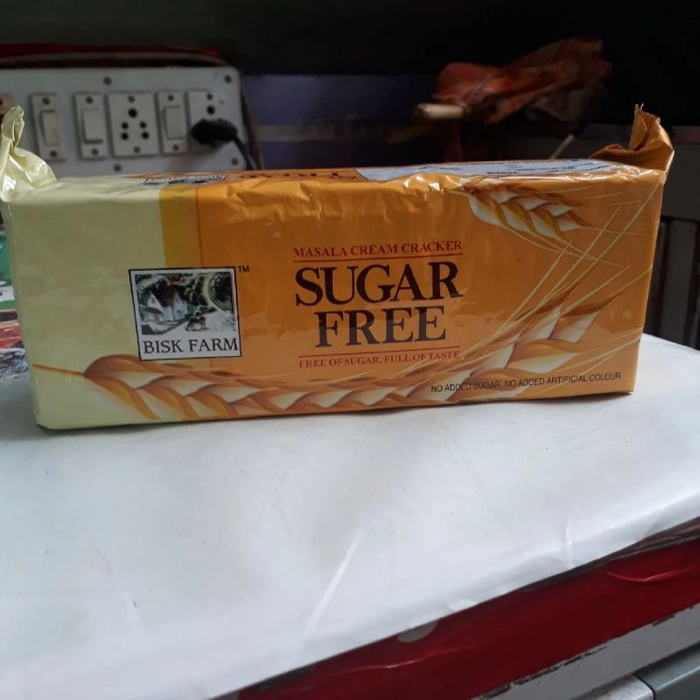 MASALA CREAM CRACKER
SUGAR
FREE
FREE OF SUGAR, FULL OF TASTE
TM
BISK FARM
NO ADDED SUGAR, NO ADDED ARTIFICIAL COLOUR